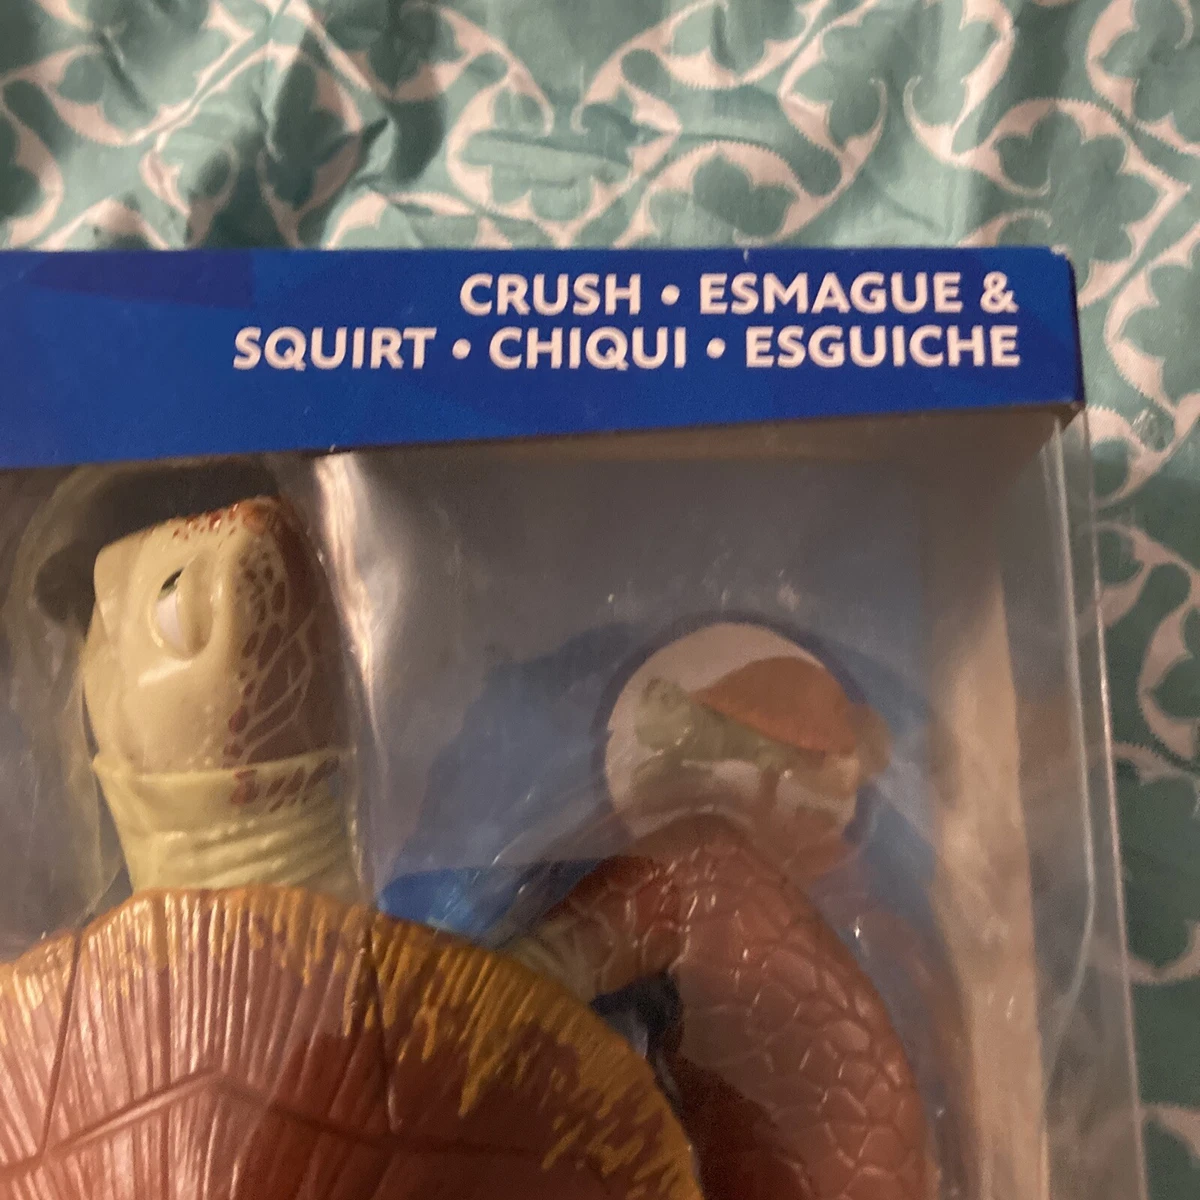 CRUSH • ESMAGUE &
SQUIRT • CHIQUI • ESGUICHE